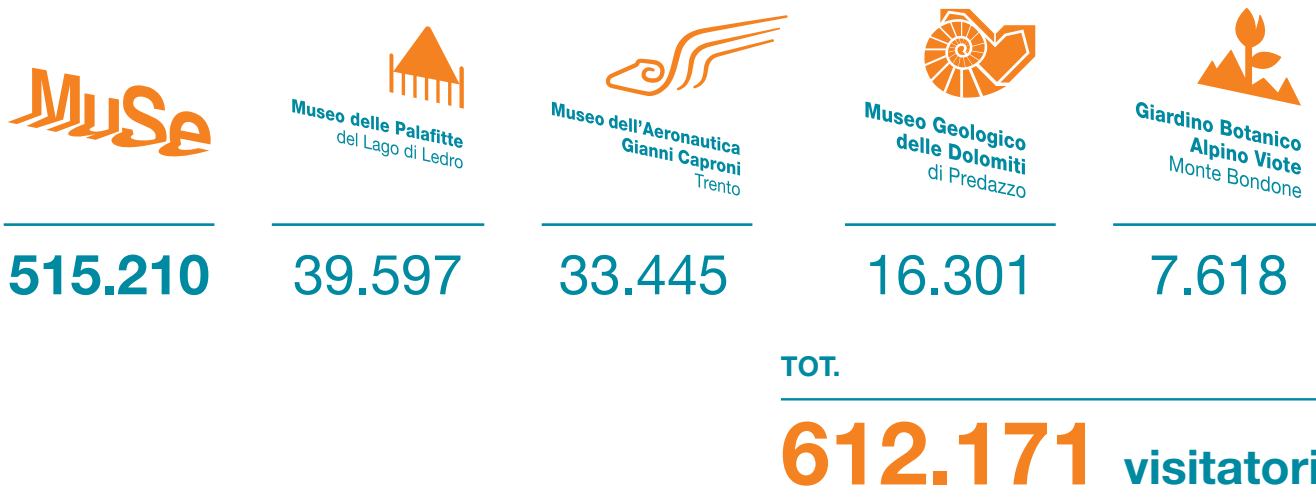 MuSe
Museo delle Palafitte
del Lago di Ledro
Museo dell'Aeronautica
Gianni Caproni
Trento
Museo Geologico
delle Dolomiti
di Predazzo
Giardino Botanico
Alpino Viote
Monte Bondone
515.210
39.597
33.445
16.301
7.618
TOT.
612.171 visitatori